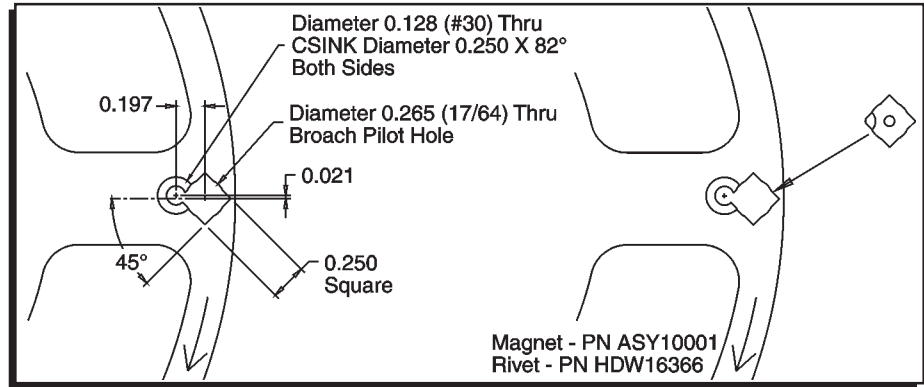 Diameter 0.128 (#30) Thru
CSINK Diameter 0.250 X 82°
Both Sides
0.197
Diameter 0.265 (17/64) Thru
Broach Pilot Hole
0.021
45°
0.250
Square
Magnet - PN ASY10001
Rivet - PN HDW16366